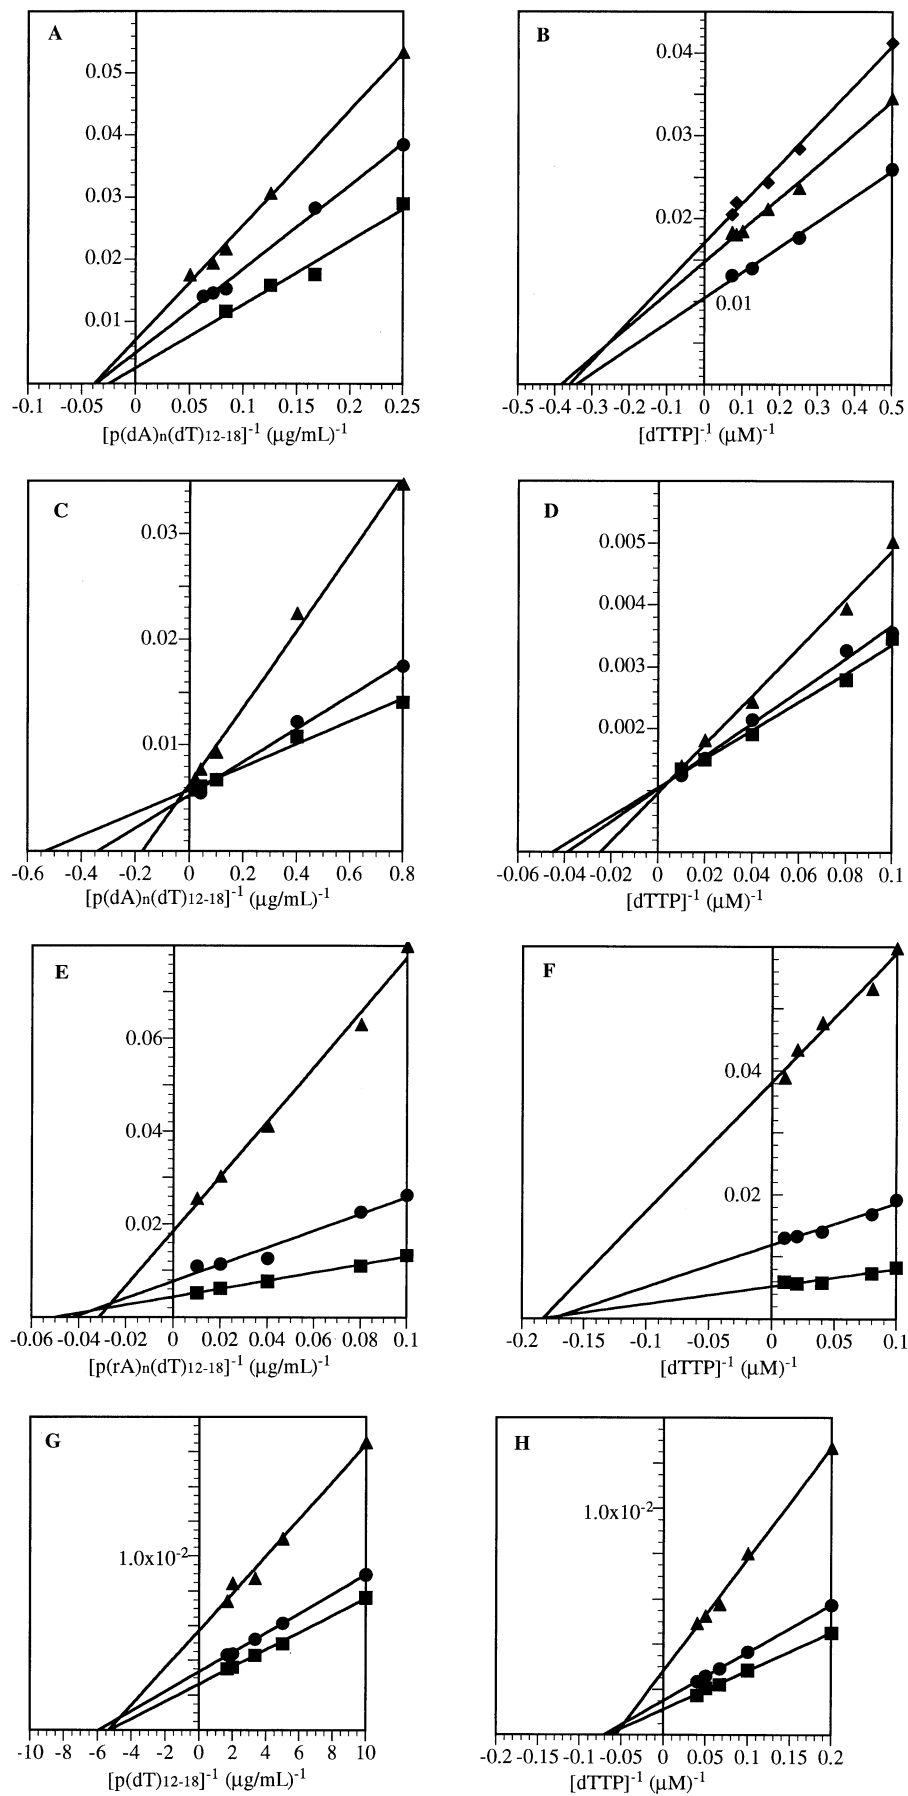 A
0.05
0.04
0.03
0.02
0.01
-0.1 -0.05 0 0.05 0.1 0.15 0.2 0.25
[p(dA)n(dT)12-18]-1 (μg/mL)-1
B
0.04
0.03
0.02
0.01
-0.5 -0.4 -0.3 -0.2 -0.1 0 0.1 0.2 0.3 0.4 0.5
[dTTP]-1 (μM)-1
C
0.03
0.02
0.01
-0.6 -0.4 -0.2 0 0.2 0.4 0.6 0.8
[p(dA)n(dT)12-18]-1 (μg/mL)-1
D
0.005
0.004
0.003
0.002
-0.06 -0.04 -0.02 0 0.02 0.04 0.06 0.08 0.1
[dTTP]-1 (μM)-1
E
0.06
0.04
0.02
-0.06 -0.04 -0.02 0 0.02 0.04 0.06 0.08 0.1
[p(rA)n(dT)12-18]-1 (μg/mL)-1
F
0.04
0.02
-0.2 -0.15 -0.1 -0.05 0 0.05 0.1
[dTTP]-1 (μM)-1
G
1.0x10-2
-10 -8 -6 -4 -2 0 2 4 6 8 10
[p(dT)12-18]-1 (μg/mL)-1
H
1.0x10-2
-0.2 -0.15 -0.1 -0.05 0 0.05 0.1 0.15 0.2
[dTTP]-1 (μM)-1